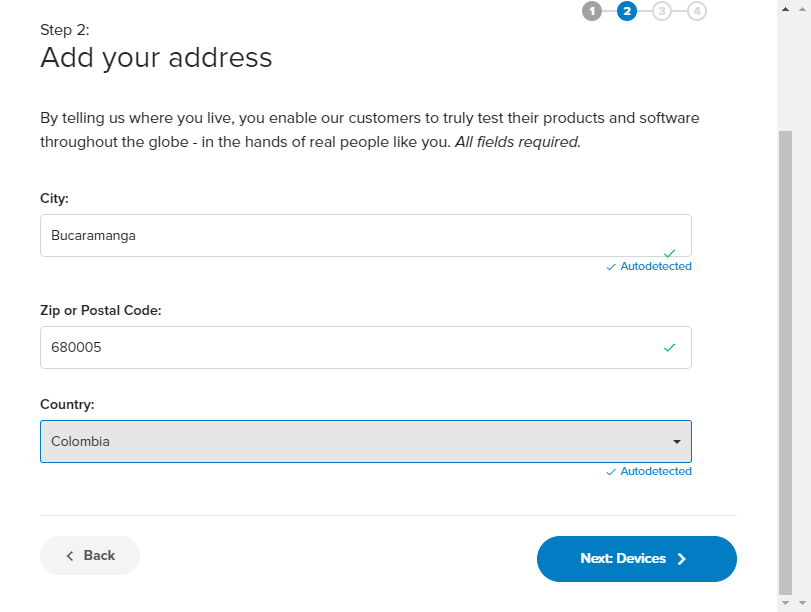 1 2 3 4
Step 2:
Add your address
By telling us where you live, you enable our customers to truly test their products and software
throughout the globe - in the hands of real people like you. All fields required.
City:
Bucaramanga
Autodetected
Zip or Postal Code:
680005
Country:
Colombia
Autodetected
Back
Next: Devices